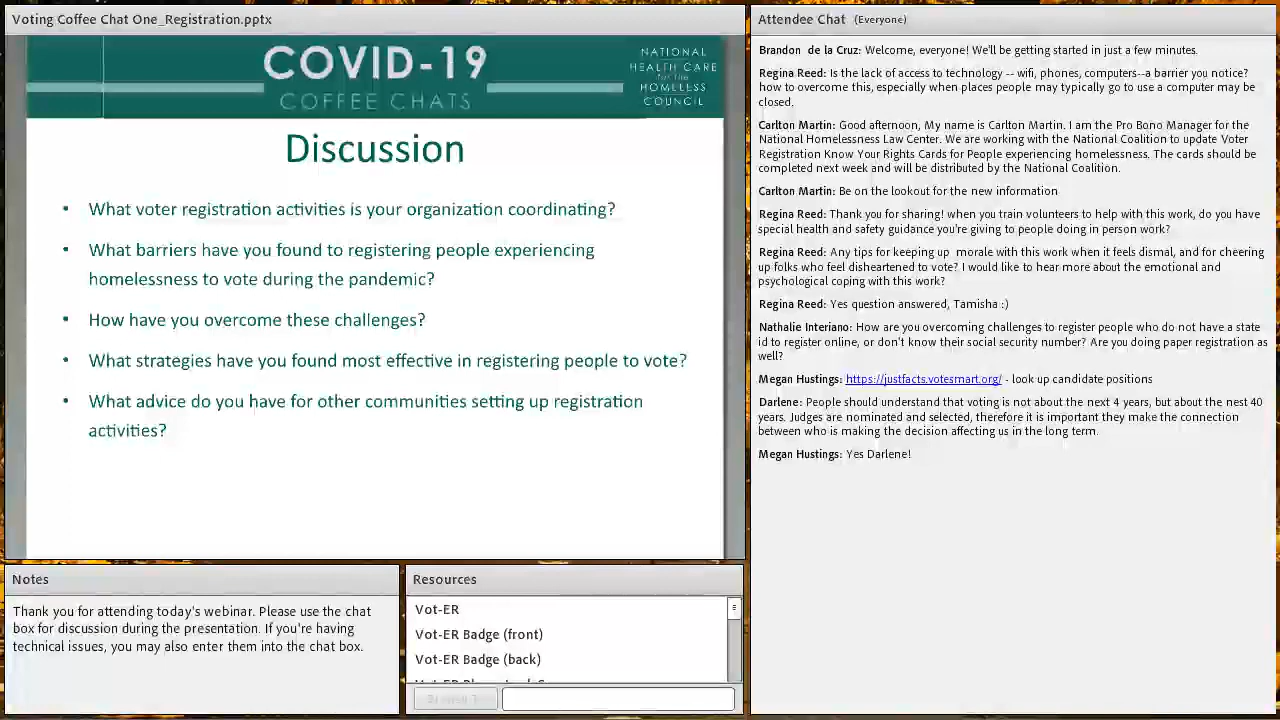 Voting Coffee Chat One_Registration.pptx
COVID-19
COFFEE CHATS
NATIONAL
HEALTH CARE
for the
HOMELESS
COUNCIL
Discussion
• What voter registration activities is your organization coordinating?
• What barriers have you found to registering people experiencing
homelessness to vote during the pandemic?
• How have you overcome these challenges?
• What strategies have you found most effective in registering people to vote?
• What advice do you have for other communities setting up registration
activities?
Notes
Thank you for attending today's webinar. Please use the chat
box for discussion during the presentation. If you're having
technical issues, you may also enter them into the chat box.
Resources
Vot-ER
Vot-ER Badge (front)
Vot-ER Badge (back)
Attendee Chat (Everyone)
Brandon de la Cruz: Welcome, everyone! We'll be getting started in just a few minutes.
Regina Reed: Is the lack of access to technology -- wifi, phones, commuters--a barrier you notice?
how to overcome this, especially when places people may typically go to use a computer may be
closed.
Carlton Martin: Good afternoon, My name is Carlton Martin. I am the Pro Bono Manager for the
National Homelessness Law Center. We are working with the National Coalition to update Voter
Registration Know Your Rights Cards for People experiencing homelessness. The cards should be
completed next week and will be distributed by the National Coalition.
Carlton Martin: Be on the lookout for the new information
Regina Reed: Thank you for sharing! when you train volunteers to help with this work, do you have
special health and safety guidance you're giving to people doing in person work?
Regina Reed: Any tips for keeping up morale with this work when it feels dismal, and for cheering
up folks who feel disheartened to vote? I would like to hear more about the emotional and
psychological coping with this work?
Regina Reed: Yes question answered, Tamisha :)
Nathalie Interiano: How are you overcoming challenges to register people who do not have a state
id to register online, or don't know their social security number? Are you doing paper registration as
well?
Megan Hustings: https://justfacts.votesmart.org/ - look up candidate positions
Darlene: People should understand that voting is not about the next 4 years, but about the nest 40
years. Judges are nominated and selected, therefore it is important they make the connection
between who is making the decision affecting us in the long term.
Megan Hustings: Yes Darlene!